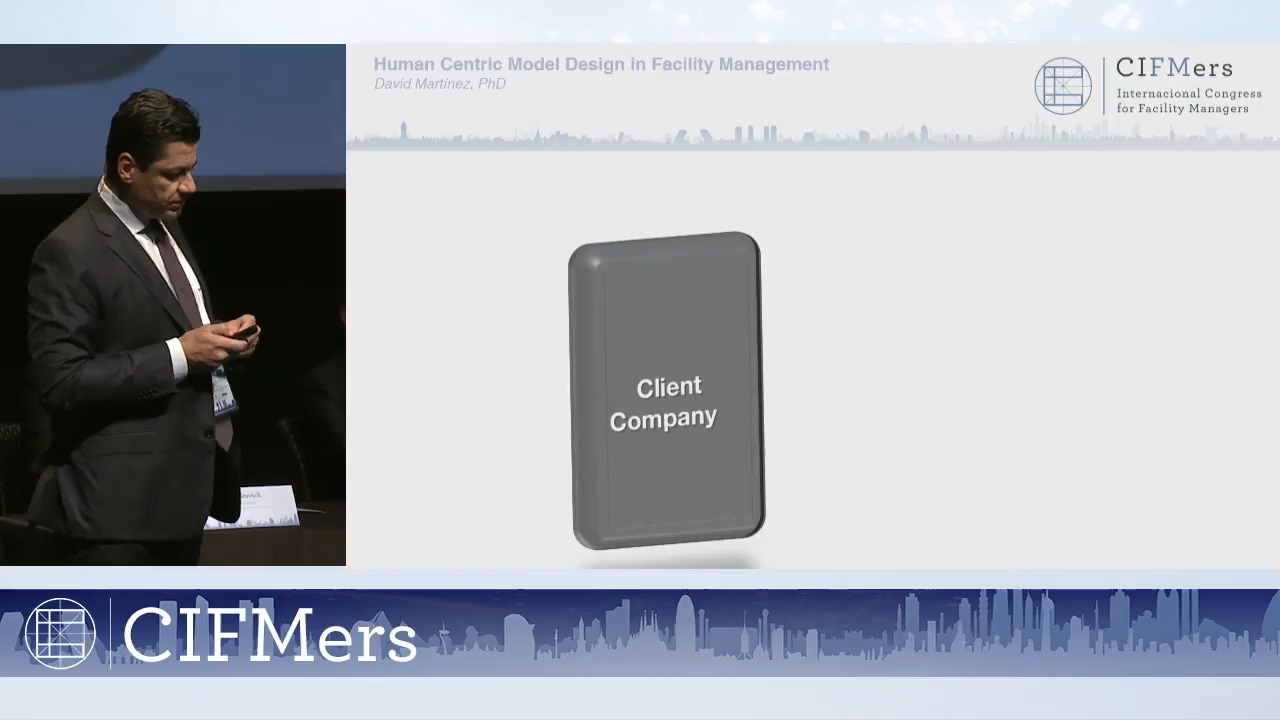 Human Centric Model Design in Facility Management
David Martínez, PhD
CIFMers
Internacional Congress
for Facility Managers
Client
Company
CIFMers